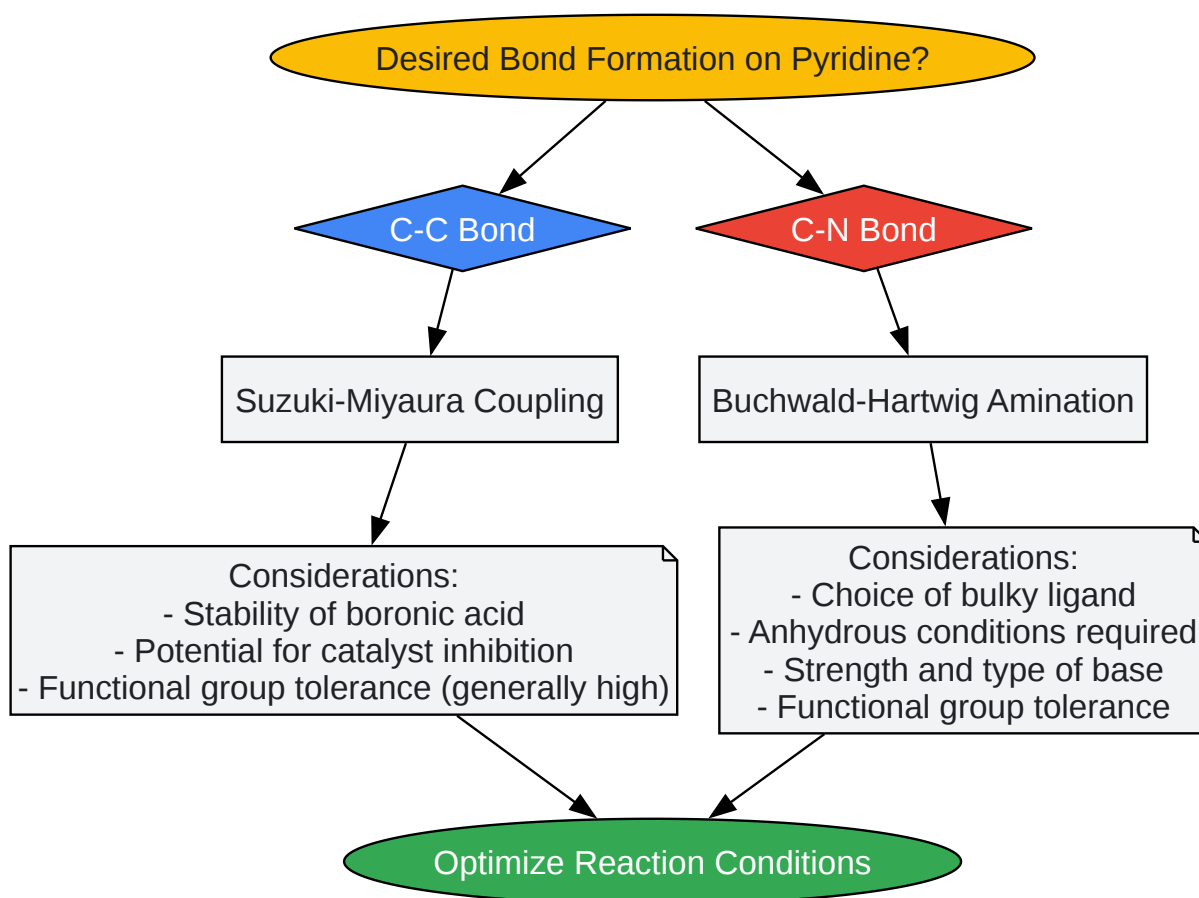 Desired Bond Formation on Pyridine?
C-C Bond
C-N Bond
Suzuki-Miyaura Coupling
Buchwald-Hartwig Amination
Considerations:
- Stability of boronic acid
- Potential for catalyst inhibition
- Functional group tolerance (generally high)
Considerations:
- Choice of bulky ligand
- Anhydrous conditions required
- Strength and type of base
- Functional group tolerance
Optimize Reaction Conditions